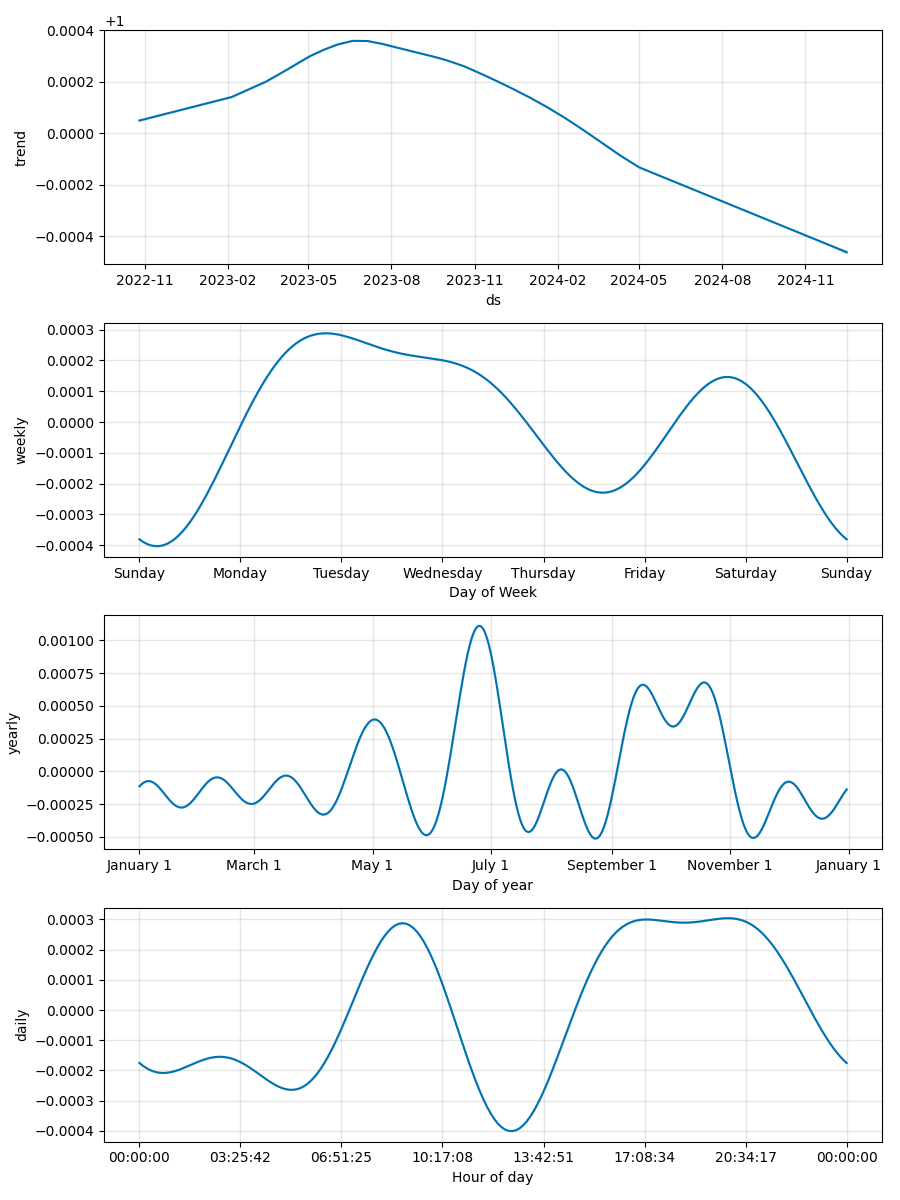 +1
0.0004
0.0002
0.0000
−0.0002
−0.0004
trend
2022-11 2023-02 2023-05 2023-08 2023-11 2024-02 2024-05 2024-08 2024-11
ds
0.0003
0.0002
0.0001
0.0000
−0.0001
−0.0002
−0.0003
−0.0004
weekly
Sunday Monday Tuesday Wednesday Thursday Friday Saturday Sunday
Day of Week
0.00100
0.00075
0.00050
0.00025
0.00000
−0.00025
−0.00050
yearly
January 1 March 1 May 1 July 1 September 1 November 1 January 1
Day of year
0.0003
0.0002
0.0001
0.0000
−0.0001
−0.0002
−0.0003
−0.0004
daily
00:00:00 03:25:42 06:51:25 10:17:08 13:42:51 17:08:34 20:34:17 00:00:00
Hour of day